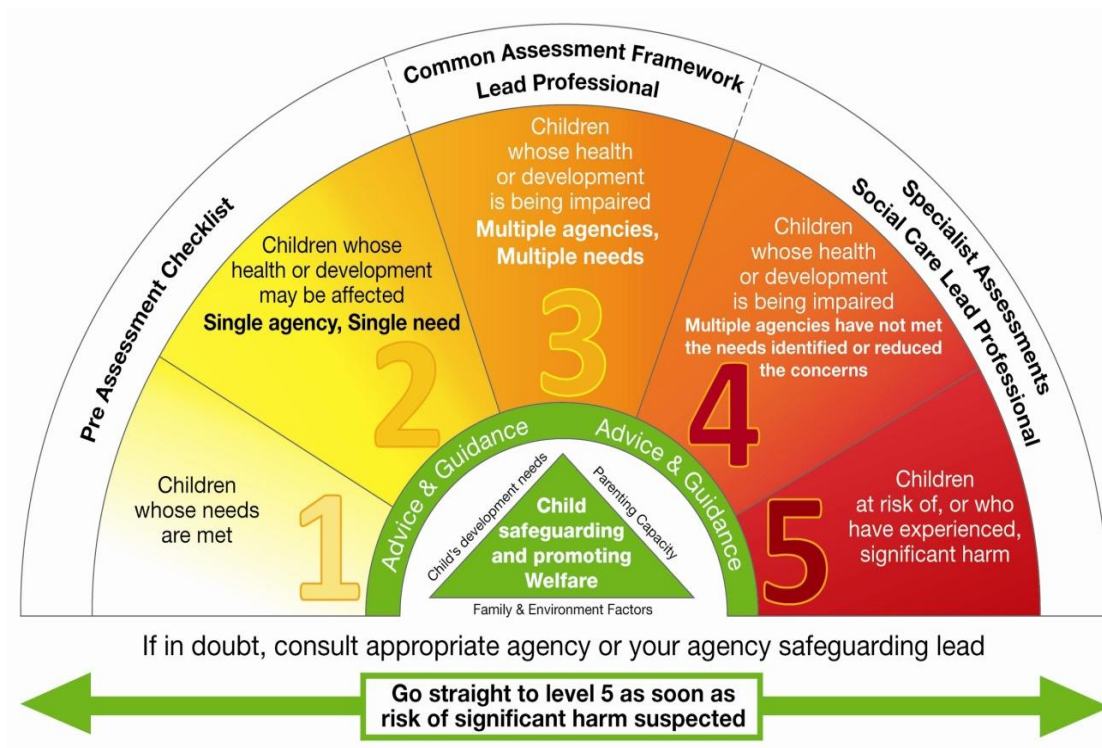 Common Assessment Framework
Lead Professional
Pre Assessment Checklist
Specialist Assessments
Social Care Lead Professional
Children
whose needs
are met
1
Children whose
health or development
may be affected
Single agency, Single need
2
Children
whose health
or development
is being impaired
Multiple agencies,
Multiple needs
3
Children
whose health
or development
is being impaired
Multiple agencies have not met
the needs identified or reduced
the concerns
4
Children
at risk of, or who
have experienced,
significant harm
5
Advice & Guidance
Advice & Guidance
Child's development needs
Parenting Capacity
Child
safeguarding
and promoting
Welfare
Family & Environment Factors
If in doubt, consult appropriate agency or your agency safeguarding lead
Go straight to level 5 as soon as
risk of significant harm suspected